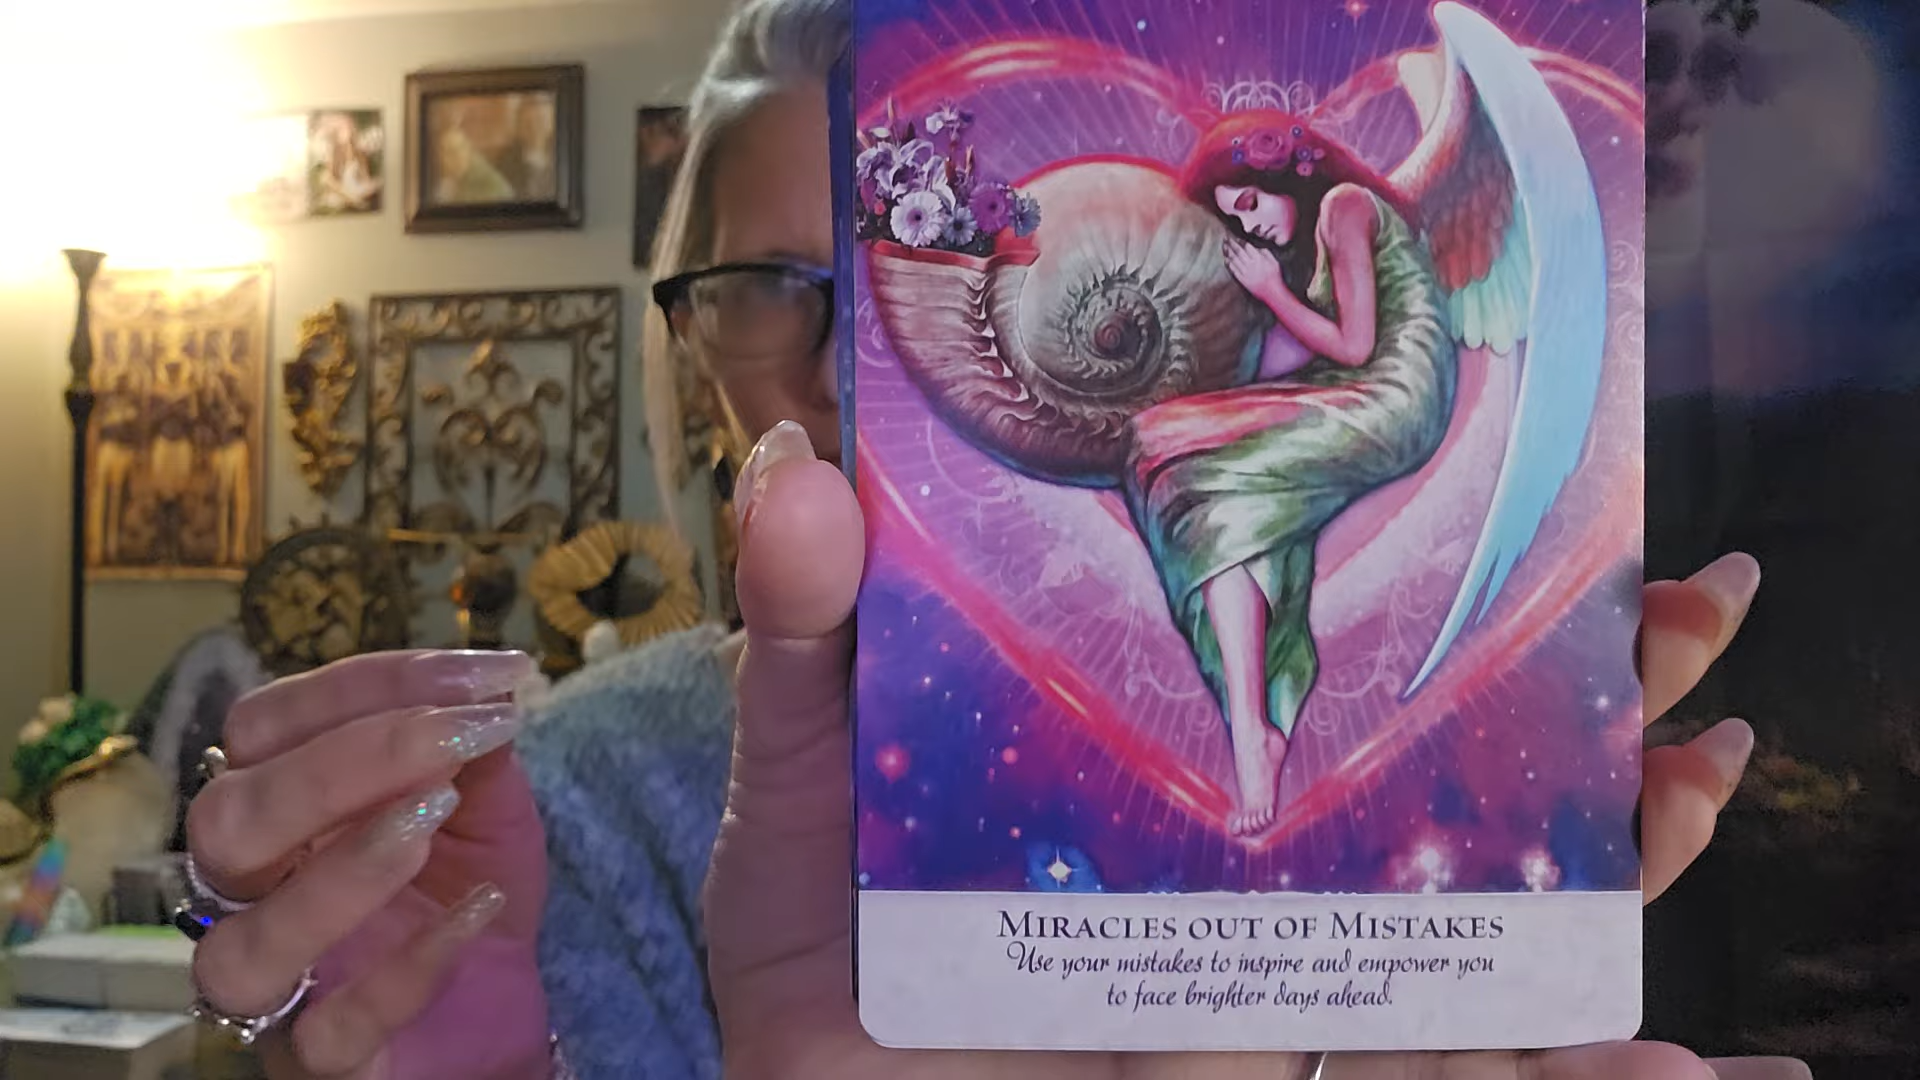 MIRACLES OUT OF MISTAKES
Use your mistakes to inspire and empower you
to face brighter days ahead.